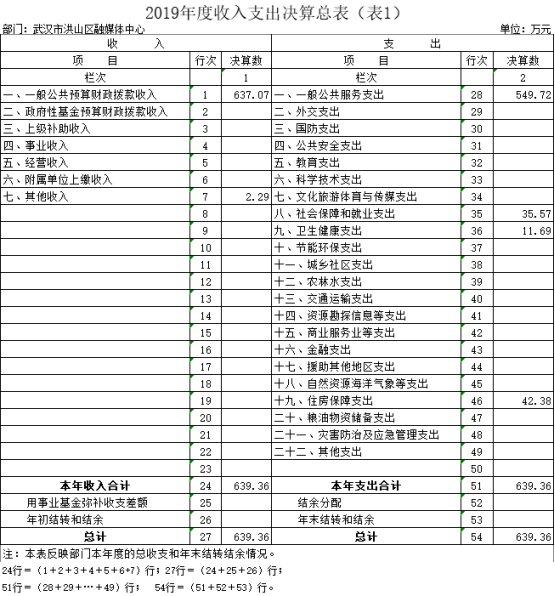 2019年度收入支出决算总表（表1）
部门：武汉市洪山区融媒体中心 单位：万元
收 入 支 出
项 目 行次 决算数 项 目 行次 决算数
栏次 1 栏次 2
一、一般公共预算财政拨款收入 1 637.07 一、一般公共服务支出 28 549.72
二、政府性基金预算财政拨款收入 2 二、外交支出 29
三、上级补助收入 3 三、国防支出 30
四、事业收入 4 四、公共安全支出 31
五、经营收入 5 五、教育支出 32
六、附属单位上缴收入 6 六、科学技术支出 33
七、其他收入 7 2.29 七、文化旅游体育与传媒支出 34
8 八、社会保障和就业支出 35 35.57
9 九、卫生健康支出 36 11.69
10 十、节能环保支出 37
11 十一、城乡社区支出 38
12 十二、农林水支出 39
13 十三、交通运输支出 40
14 十四、资源勘探信息等支出 41
15 十五、商业服务业等支出 42
16 十六、金融支出 43
17 十七、援助其他地区支出 44
18 十八、自然资源海洋气象等支出 45
19 十九、住房保障支出 46 42.38
20 二十、粮油物资储备支出 47
21 二十一、灾害防治及应急管理支出 48
22 二十二、其他支出 49
23 50
本年收入合计 24 639.36 本年支出合计 51 639.36
用事业基金弥补收支差额 25 结余分配 52
年初结转和结余 26 年末结转和结余 53
总计 27 639.36 总计 54 639.36
注：本表反映部门本年度的总收支和年末结转结余情况。
24行＝（1＋2＋3＋4＋5＋6+7）行；27行＝（24＋25＋26）行；
51行＝（28＋29＋…＋49）行； 54行＝（51＋52＋53）行。